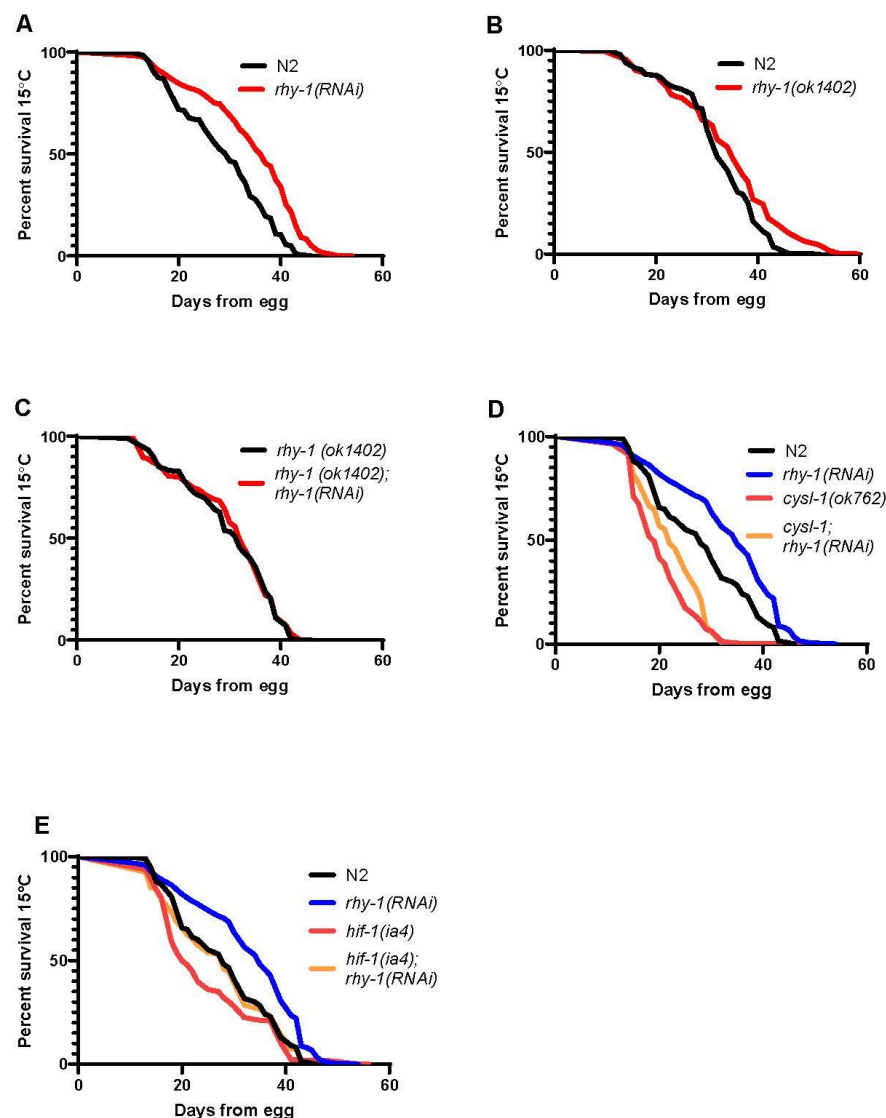 A
Percent survival 15°C
100
50
0
0 20 40 60
Days from egg
N2
rhy-1(RNAi)
B
Percent survival 15°C
100
50
0
0 20 40 60
Days from egg
N2
rhy-1(ok1402)
C
Percent survival 15°C
100
50
0
0 20 40 60
Days from egg
rhy-1 (ok1402)
rhy-1 (ok1402);
rhy-1(RNAi)
D
Percent survival 15°C
100
50
0
0 20 40 60
Days from egg
N2
rhy-1(RNAi)
cysl-1(ok762)
cysl-1;
rhy-1(RNAi)
E
Percent survival 15°C
100
50
0
0 20 40 60
Days from egg
N2
rhy-1(RNAi)
hif-1(ia4)
hif-1(ia4);
rhy-1(RNAi)